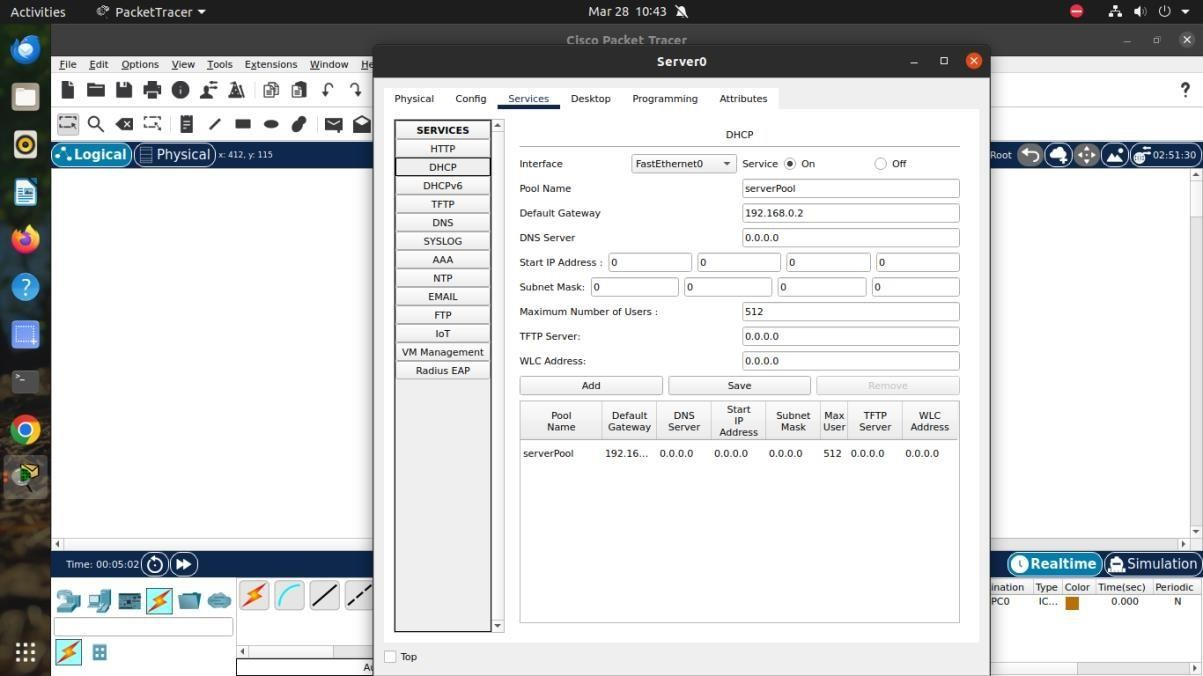 Activities PacketTracer Mar 28 10:43
Cisco Packet Tracer
File Edit Options View Tools Extensions Window He
Server0
Physical Config Services Desktop Programming Attributes
?
Logical Physical x: 412, y: 115
Root 02:51:30
SERVICES
HTTP
DHCP
DHCPv6
TFTP
DNS
SYSLOG
AAA
NTP
EMAIL
FTP
IoT
VM Management
Radius EAP
DHCP
Interface FastEthernet0 Service On Off
Pool Name serverPool
Default Gateway 192.168.0.2
DNS Server 0.0.0.0
Start IP Address : 0 0 0 0
Subnet Mask: 0 0 0 0
Maximum Number of Users : 512
TFTP Server: 0.0.0.0
WLC Address: 0.0.0.0
Add Save Remove
Pool Name Default Gateway DNS Server Start IP Address Subnet Mask Max User TFTP Server WLC Address
serverPool 192.16... 0.0.0.0 0.0.0.0 0.0.0.0 512 0.0.0.0 0.0.0.0
Time: 00:05:02
Realtime Simulation
ination Type Color Time(sec) Periodic
PC0 IC... 0.000 N
Top
Au